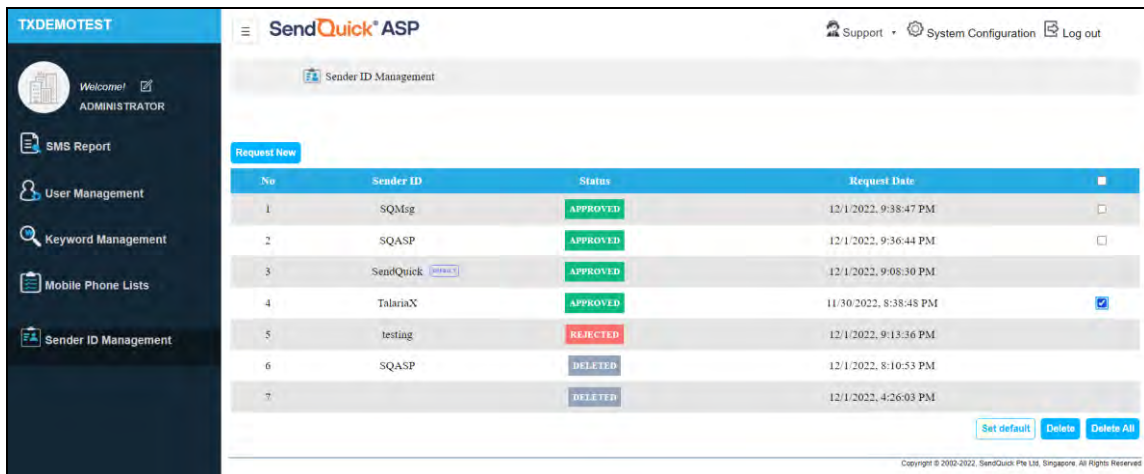 TXDEMOTEST
Welcome!
ADMINISTRATOR
SMS Report
User Management
Keyword Management
Mobile Phone Lists
Sender ID Management
SendQuick® ASP
Support
System Configuration
Log out
Sender ID Management
Request New
No Sender ID Status Request Date
1 SQMsg APPROVED 12/1/2022, 9:38:47 PM
2 SQASP APPROVED 12/1/2022, 9:36:44 PM
3 SendQuick DEFAULT APPROVED 12/1/2022, 9:08:30 PM
4 TalariaX APPROVED 11/30/2022, 8:38:48 PM
5 testing REJECTED 12/1/2022, 9:13:36 PM
6 SQASP DELETED 12/1/2022, 8:10:53 PM
7 DELETED 12/1/2022, 4:26:03 PM
Set default Delete Delete All
Copyright © 2002-2022, SendQuick Pte Ltd, Singapore. All Rights Reserved